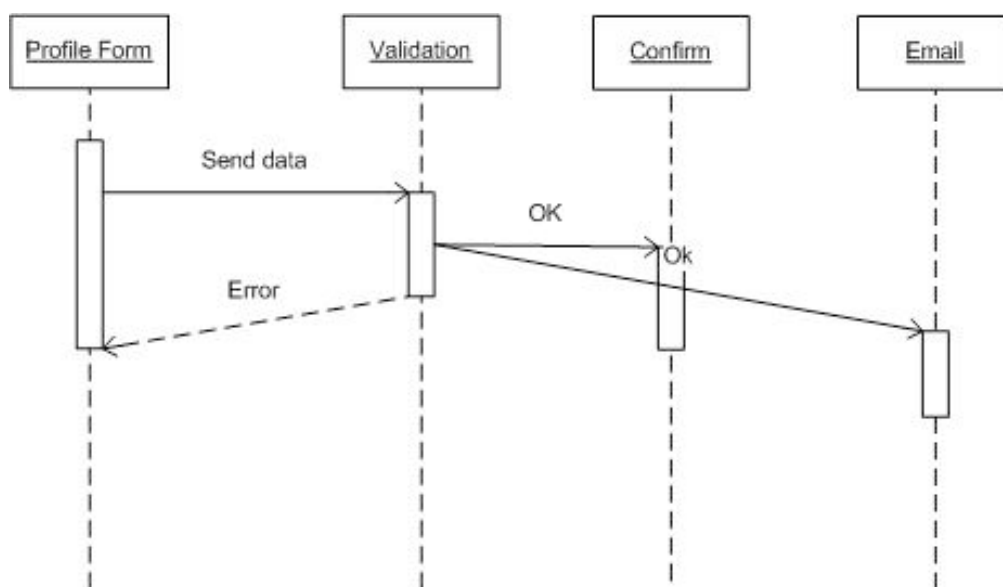 Profile Form
Validation
Confirm
Email
Send data
OK
Ok
Error